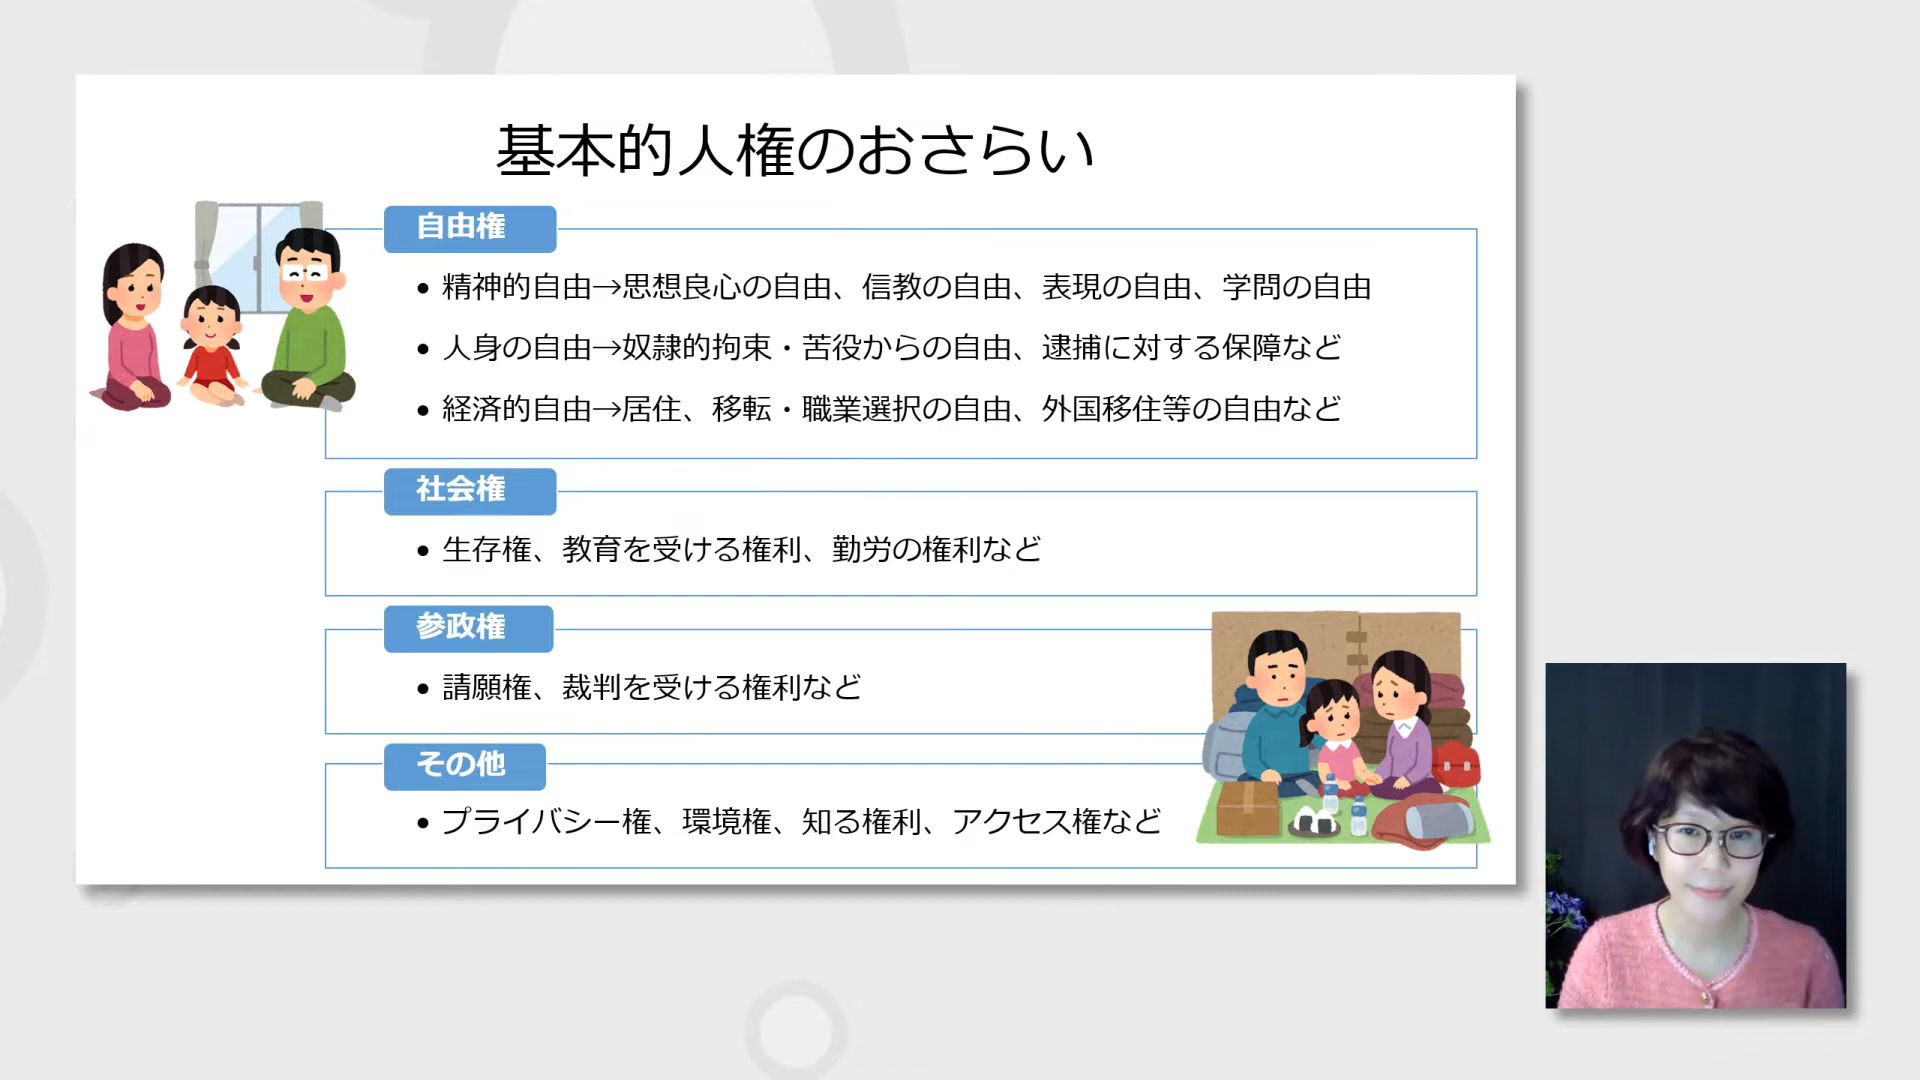 基本的人権のおさらい
自由権
• 精神的自由→思想良心の自由、信教の自由、表現の自由、学問の自由
• 人身の自由→奴隷的拘束・苦役からの自由、逮捕に対する保障など
• 経済的自由→居住、移転・職業選択の自由、外国移住等の自由など
社会権
• 生存権、教育を受ける権利、勤労の権利など
参政権
• 請願権、裁判を受ける権利など
その他
• プライバシー権、環境権、知る権利、アクセス権など